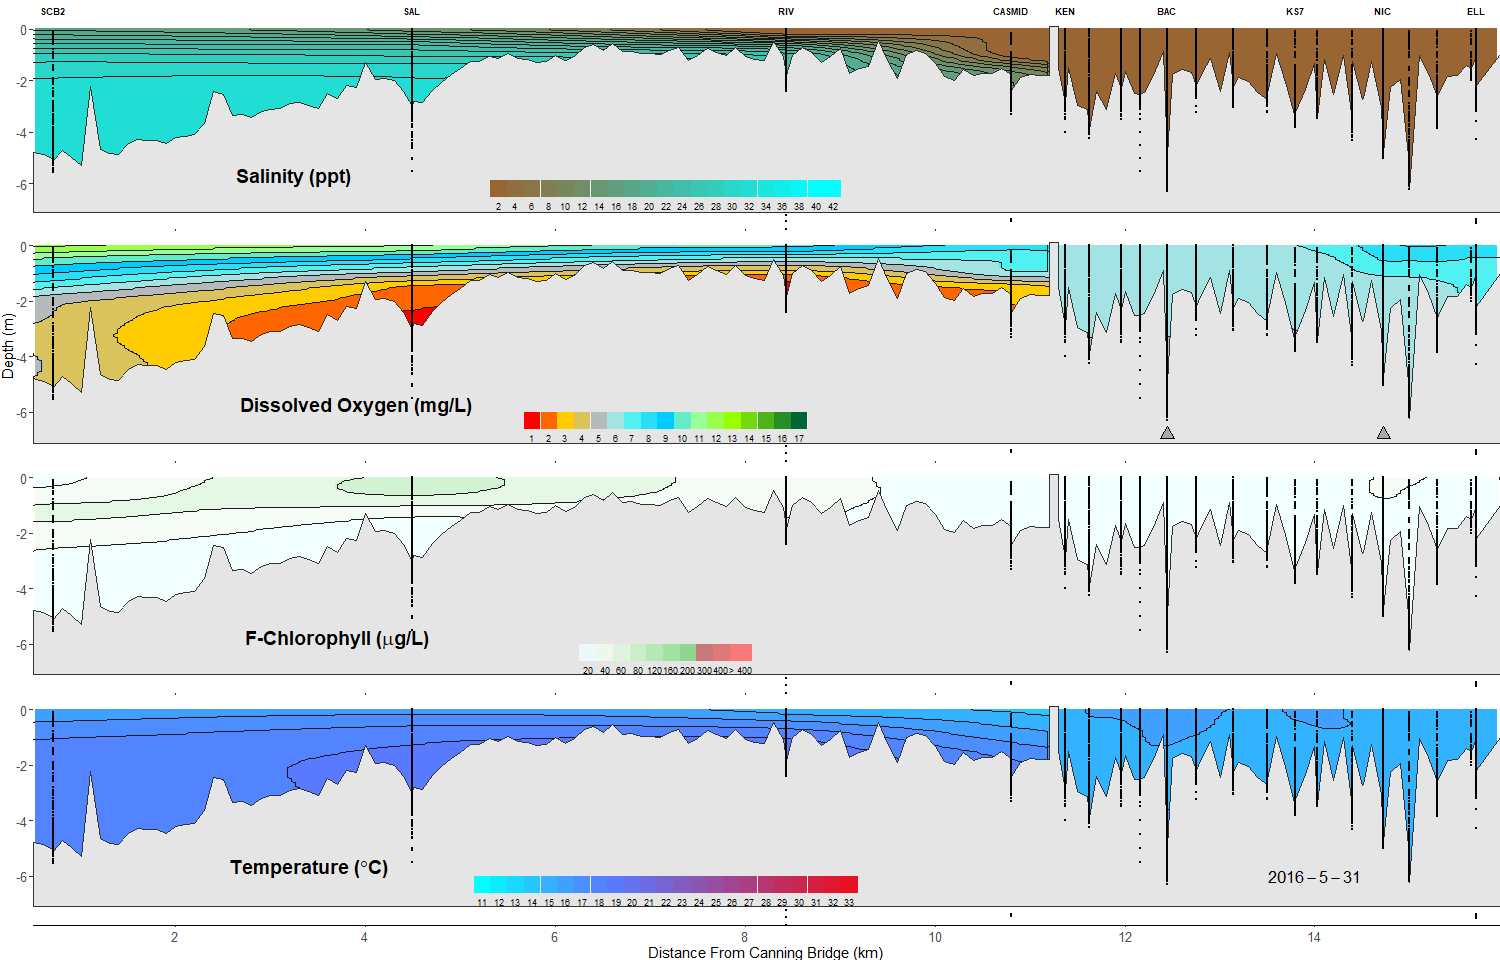 SCB2 SAL RIV CASMID KEN BAC KS7 NIC ELL
0
-2
-4
-6
Salinity (ppt)
2 4 6 8 10 12 14 16 18 20 22 24 26 28 30 32 34 36 38 40 42
0
-2
-4
-6
Depth (m)
Dissolved Oxygen (mg/L)
1 2 3 4 5 6 7 8 9 10 11 12 13 14 15 16 17
0
-2
-4
-6
F-Chlorophyll (μg/L)
20 40 60 80 120 160 200 300 400 > 400
0
-2
-4
-6
Temperature (°C)
11 12 13 14 15 16 17 18 19 20 21 22 23 24 25 26 27 28 29 30 31 32 33
2016 – 5 – 31
2 4 6 8 10 12 14
Distance From Canning Bridge (km)